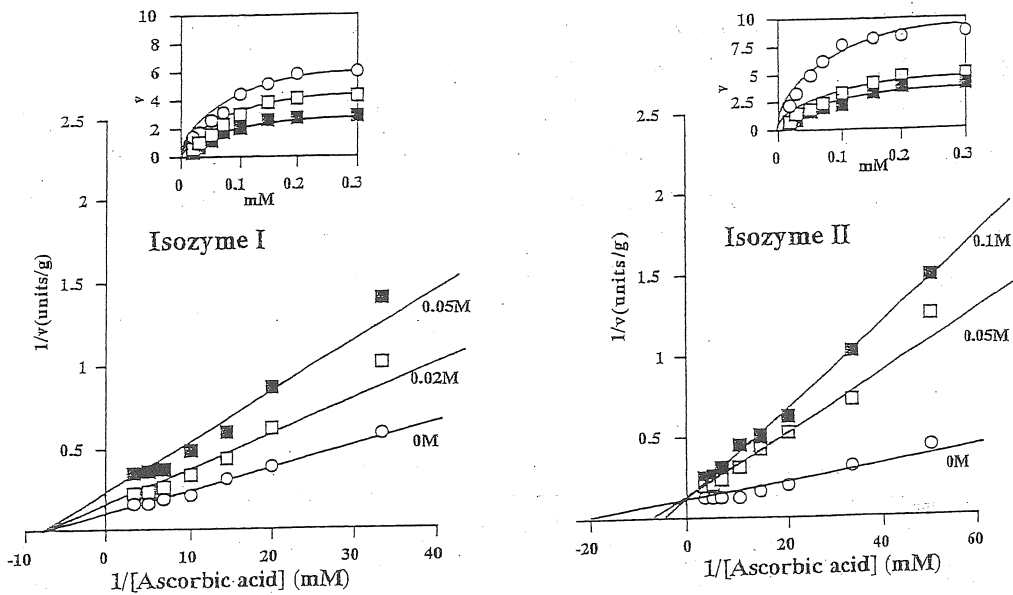 10
8
6
4
2
0
v
0
0.1
0.2
0.3
mM
2.5
2
1.5
1
0.5
1/v(units/g)
Isozyme I
0.05M
0.02M
0M
-10
0
10
20
30
40
1/[Ascorbic acid] (mM)
10
7.5
5
2.5
0
v
0
0.1
0.2
0.3
mM
2.5
2
1.5
1
0.5
1/v(units/g)
Isozyme II
0.1M
0.05M
0M
-20
0
20
40
60
1/[Ascorbic acid] (mM)